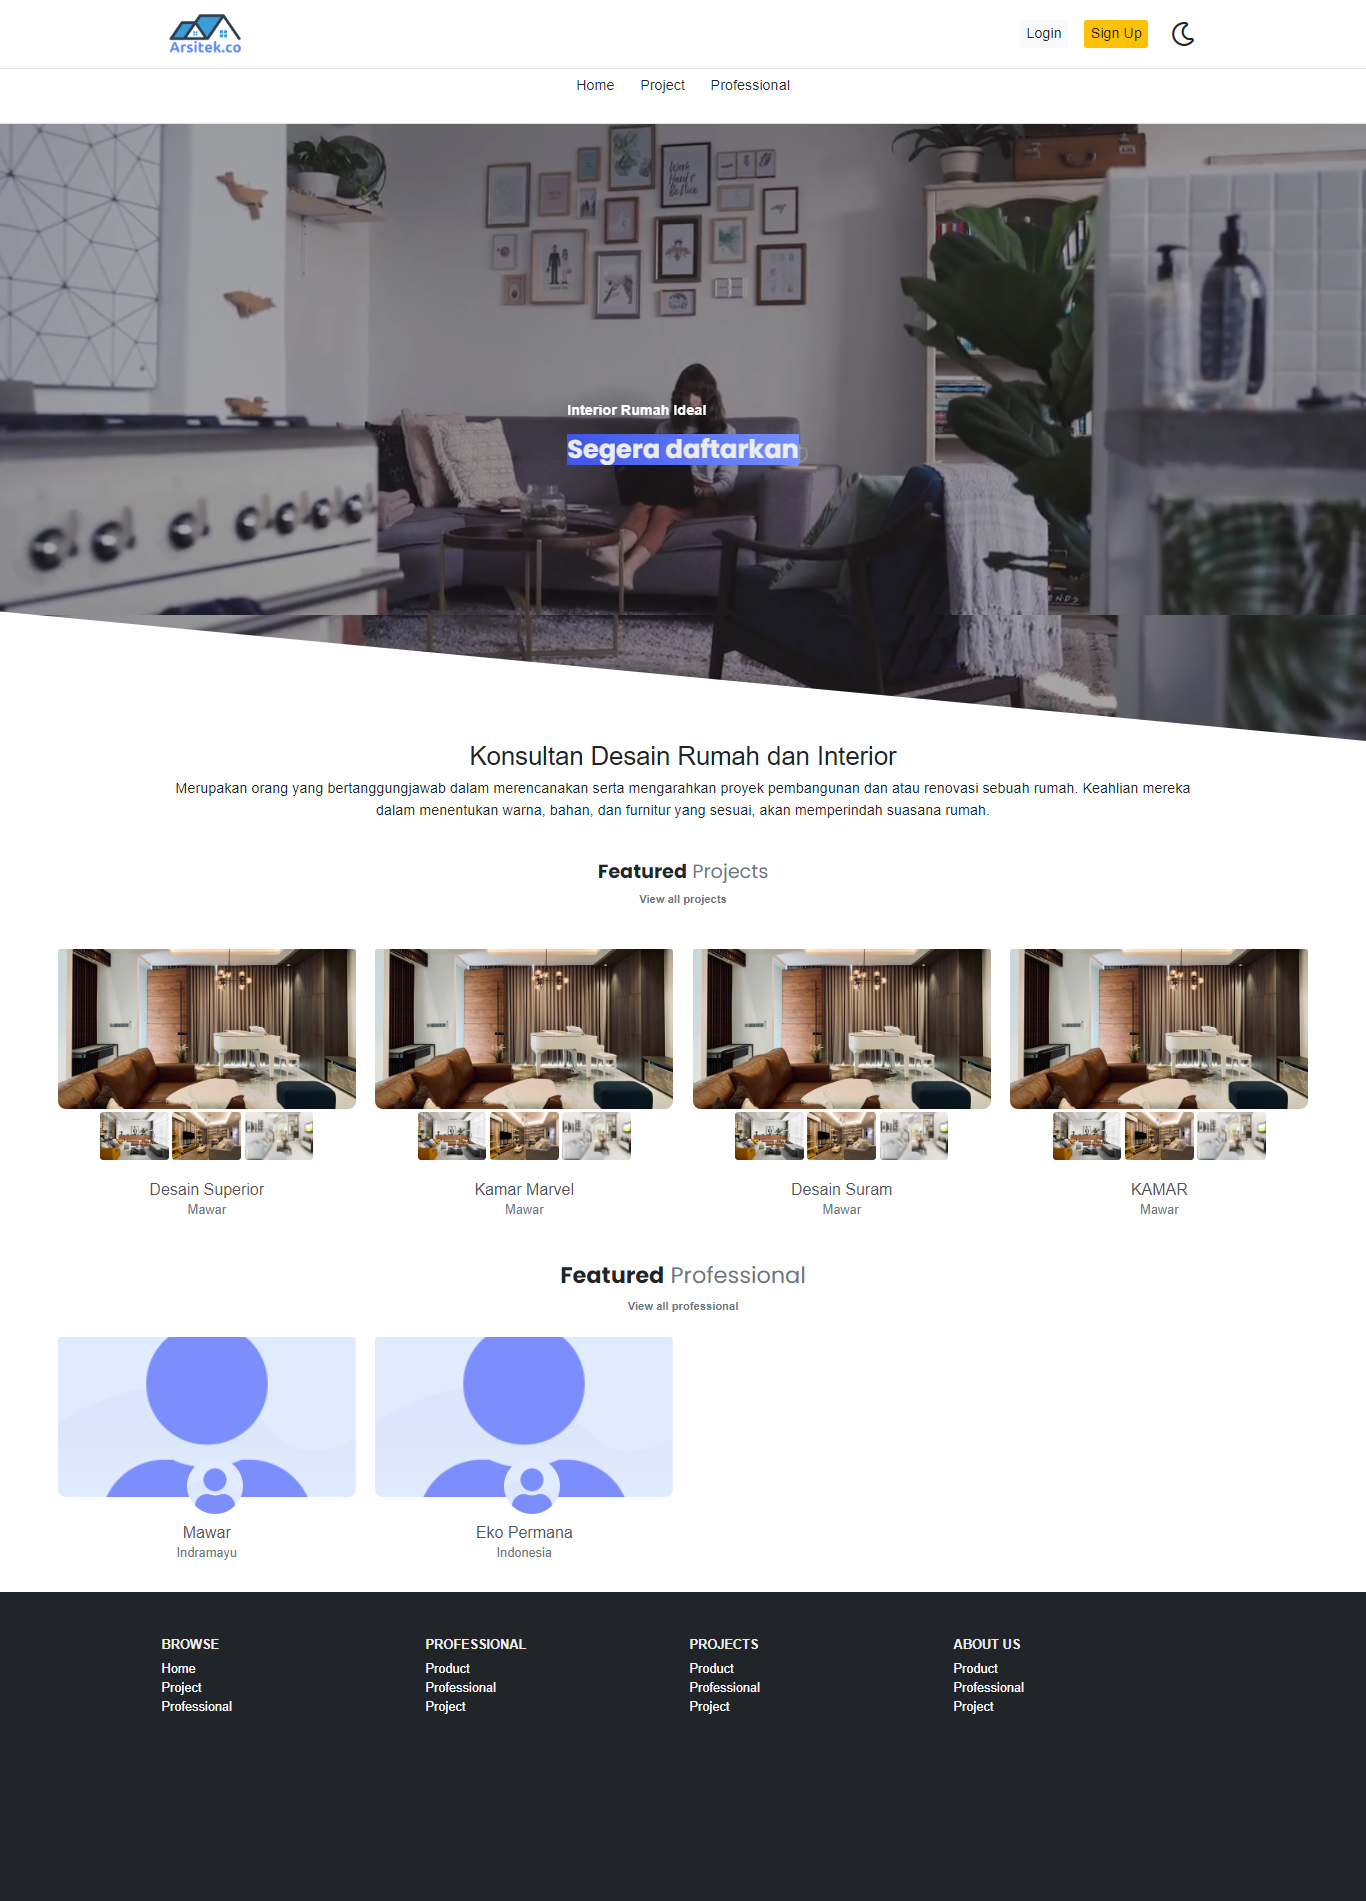 Arsitek.co
Login
Sign Up
Home
Project
Professional
Work
Hard &
Be Nice
Interior Rumah Ideal
Segera daftarkan
Konsultan Desain Rumah dan Interior
Merupakan orang yang bertanggungjawab dalam merencanakan serta mengarahkan proyek pembangunan dan atau renovasi sebuah rumah. Keahlian mereka
dalam menentukan warna, bahan, dan furnitur yang sesuai, akan memperindah suasana rumah.
Featured Projects
View all projects
Desain Superior
Mawar
Kamar Marvel
Mawar
Desain Suram
Mawar
KAMAR
Mawar
Featured Professional
View all professional
Mawar
Indramayu
Eko Permana
Indonesia
BROWSE
Home
Project
Professional
PROFESSIONAL
Product
Professional
Project
PROJECTS
Product
Professional
Project
ABOUT US
Product
Professional
Project